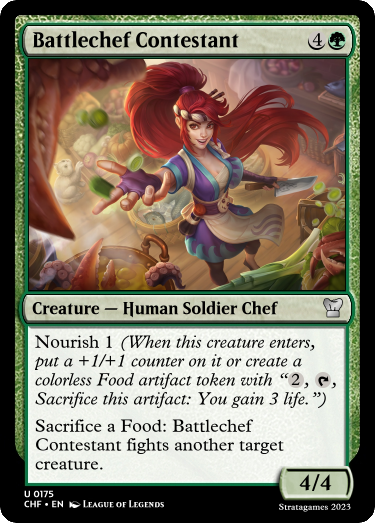 Battlechef Contestant 4
Creature — Human Soldier Chef
Nourish 1 (When this creature enters,
put a +1/+1 counter on it or create a
colorless Food artifact token with “2, ,
Sacrifice this artifact: You gain 3 life.”)
Sacrifice a Food: Battlechef
Contestant fights another target
creature.
4/4
U 0175
CHF • EN League of Legends
Stratagames 2023